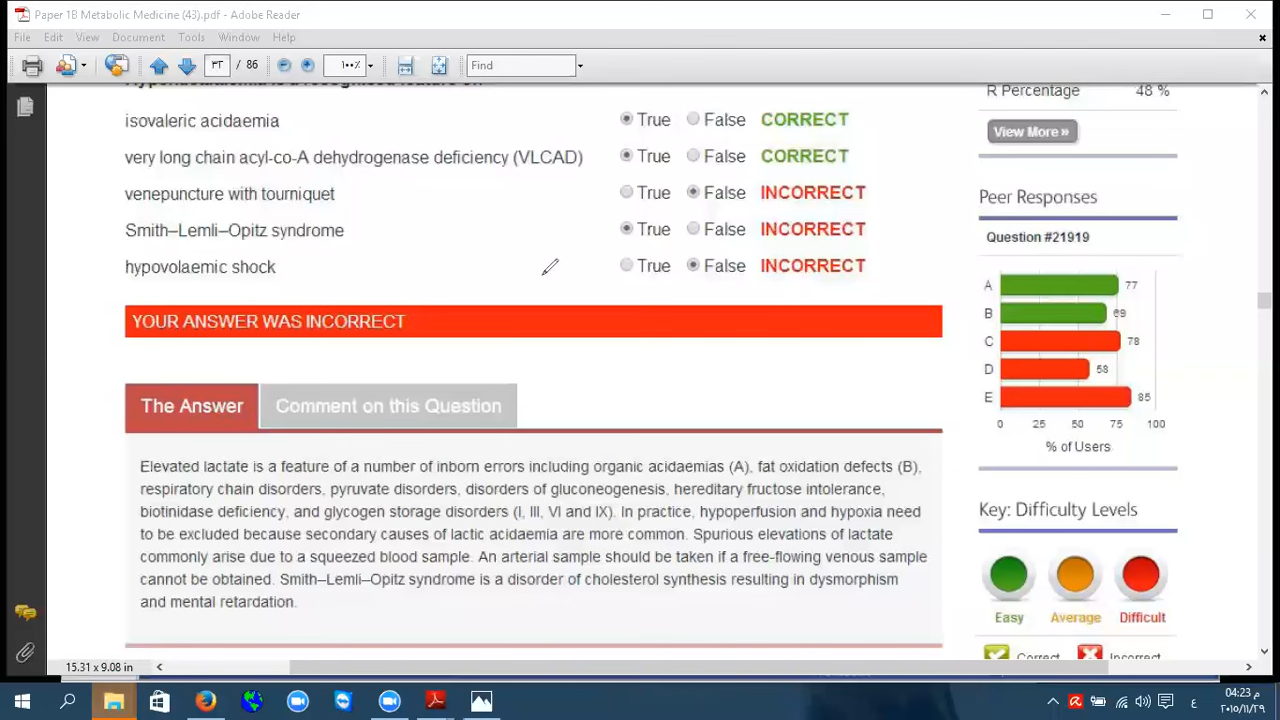 Paper 1B Metabolic Medicine (43).pdf - Adobe Reader
File Edit View Document Tools Window Help
٣٢ / 86 ١٠٠٪ Find
R Percentage 48 %
isovaleric acidaemia True False CORRECT
View More »
very long chain acyl-co-A dehydrogenase deficiency (VLCAD) True False CORRECT
venepuncture with tourniquet True False INCORRECT
Peer Responses
Smith–Lemli–Opitz syndrome True False INCORRECT
Question #21919
hypovolaemic shock True False INCORRECT
A 77
B 69
C 78
D 58
E 85
0 25 50 75 100
% of Users
YOUR ANSWER WAS INCORRECT
The Answer Comment on this Question
Elevated lactate is a feature of a number of inborn errors including organic acidaemias (A), fat oxidation defects (B),
respiratory chain disorders, pyruvate disorders, disorders of gluconeogenesis, hereditary fructose intolerance,
biotinidase deficiency, and glycogen storage disorders (I, III, VI and IX). In practice, hypoperfusion and hypoxia need
to be excluded because secondary causes of lactic acidaemia are more common. Spurious elevations of lactate
commonly arise due to a squeezed blood sample. An arterial sample should be taken if a free-flowing venous sample
cannot be obtained. Smith–Lemli–Opitz syndrome is a disorder of cholesterol synthesis resulting in dysmorphism
and mental retardation.
Key: Difficulty Levels
Easy Average Difficult
Correct Incorrect
15.31 x 9.08 in
ع
04:23 م
٢٠١٥/١١/٢٩